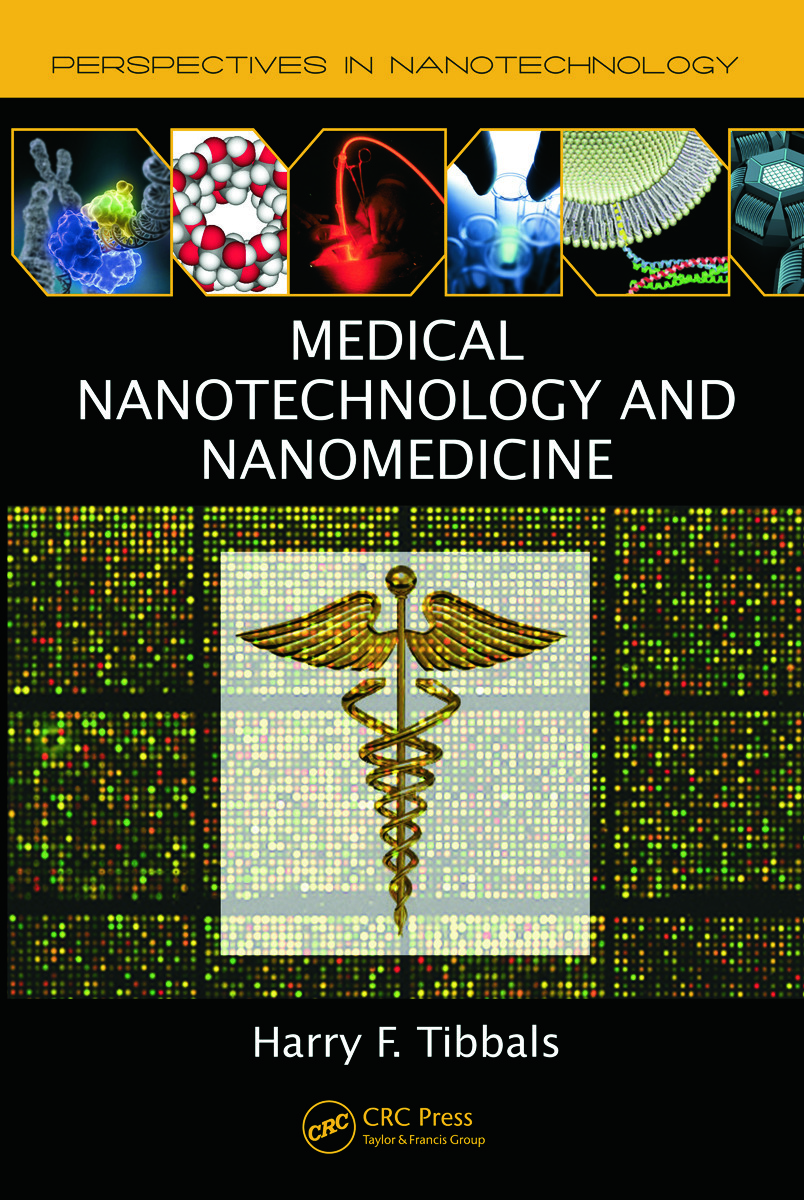 PERSPECTIVES IN NANOTECHNOLOGY
MEDICAL
NANOTECHNOLOGY AND
NANOMEDICINE
Harry F. Tibbals
CRC
CRC Press
Taylor & Francis Group